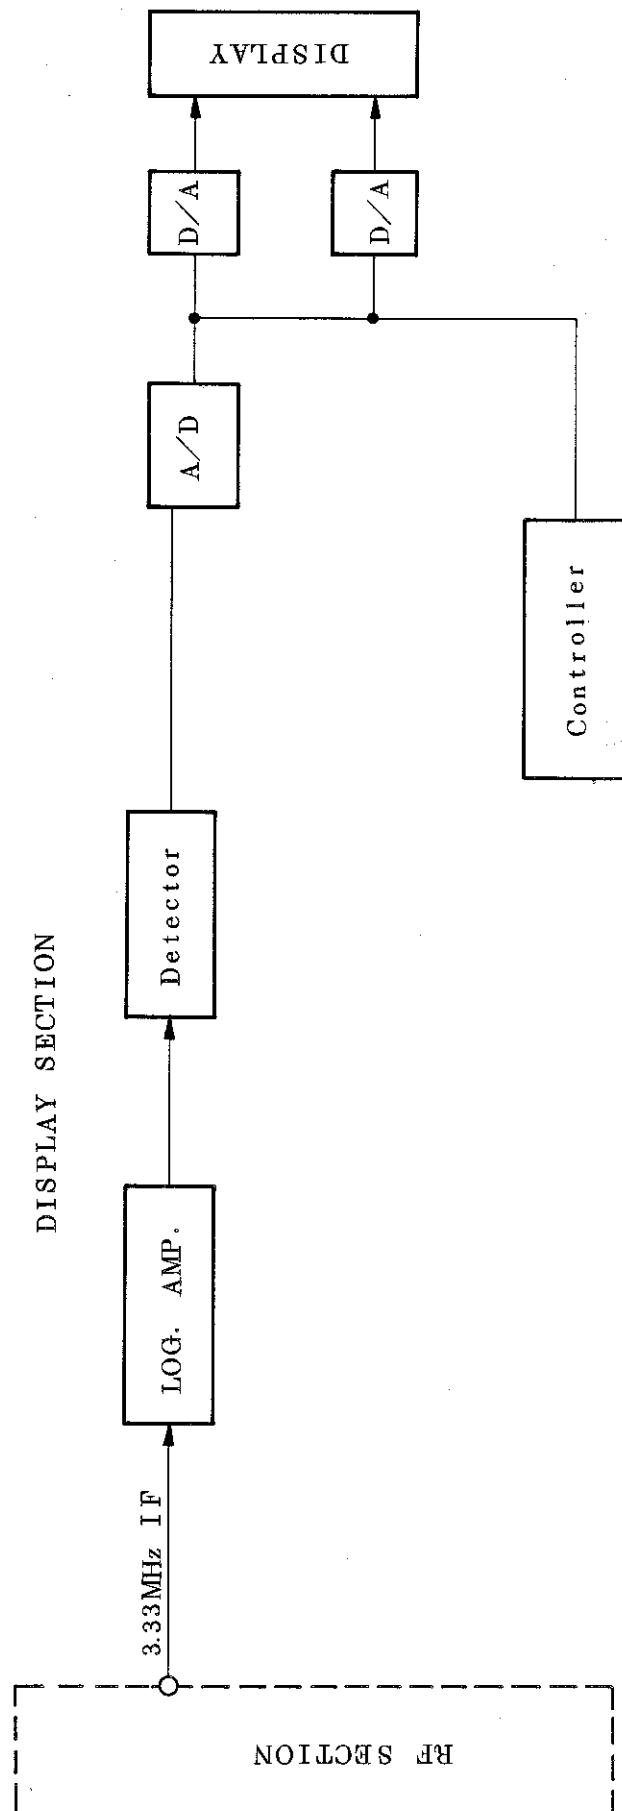 DISPLAY SECTION
RF SECTION
3.33MHz IF
LOG. AMP.
Detector
A/D
D/A
D/A
DISPLAY
Controller